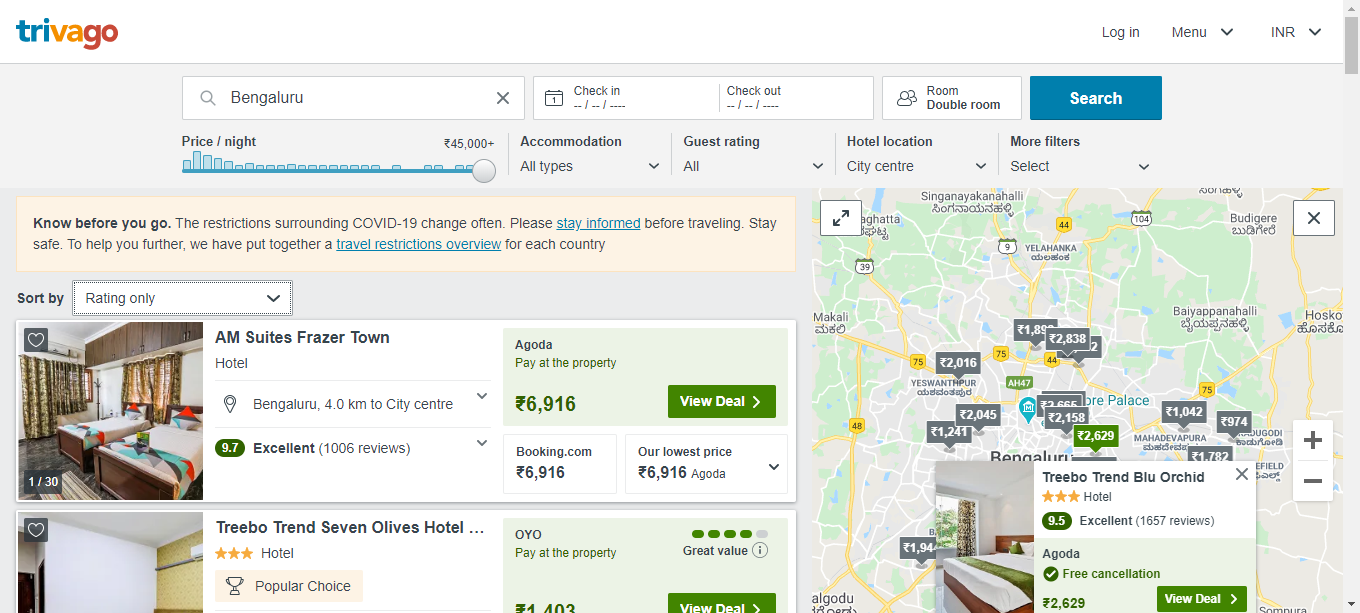 trivago
Log in
Menu
INR
Bengaluru
Check in
-- / -- / ----
Check out
-- / -- / ----
Room
Double room
Search
Price / night
₹45,000+
Accommodation
All types
Guest rating
All
Hotel location
City centre
More filters
Select
Know before you go. The restrictions surrounding COVID-19 change often. Please stay informed before traveling. Stay
safe. To help you further, we have put together a travel restrictions overview for each country
Sort by
Rating only
AM Suites Frazer Town
Hotel
Bengaluru, 4.0 km to City centre
9.7 Excellent (1006 reviews)
1 / 30
Agoda
Pay at the property
₹6,916
View Deal
Booking.com
₹6,916
Our lowest price
₹6,916 Agoda
Treebo Trend Seven Olives Hotel ...
Hotel
Popular Choice
OYO
Pay at the property
Great value
₹1,403
View Deal
Singanayakanahalli
ಸಿಂಗನಾಯಕನಹಳ್ಳಿ
44
104
Budigere
ಬುದಿಗೆರೆ
9
YELAHANKA
ಯಲಹಂಕ
39
Makali
ಮಾಕಳಿ
Baiyappanahalli
ಬೈಯಪ್ಪನಹಳ್ಳಿ
Hosko
₹2,838
75
75
44
₹2,016
YESWANTHPUR
ಯಶವಂತಪುರ
AH47
75
₹2,665
ore Palace
₹2,045
₹2,158
₹1,042
₹974
48
₹1,241
₹2,629
MAHADEVAPURA
₹1,782
Bengaluru
₹1,94
Treebo Trend Blu Orchid
Hotel
9.5 Excellent (1657 reviews)
Agoda
Free cancellation
₹2,629
View Deal
algodu
Sompura